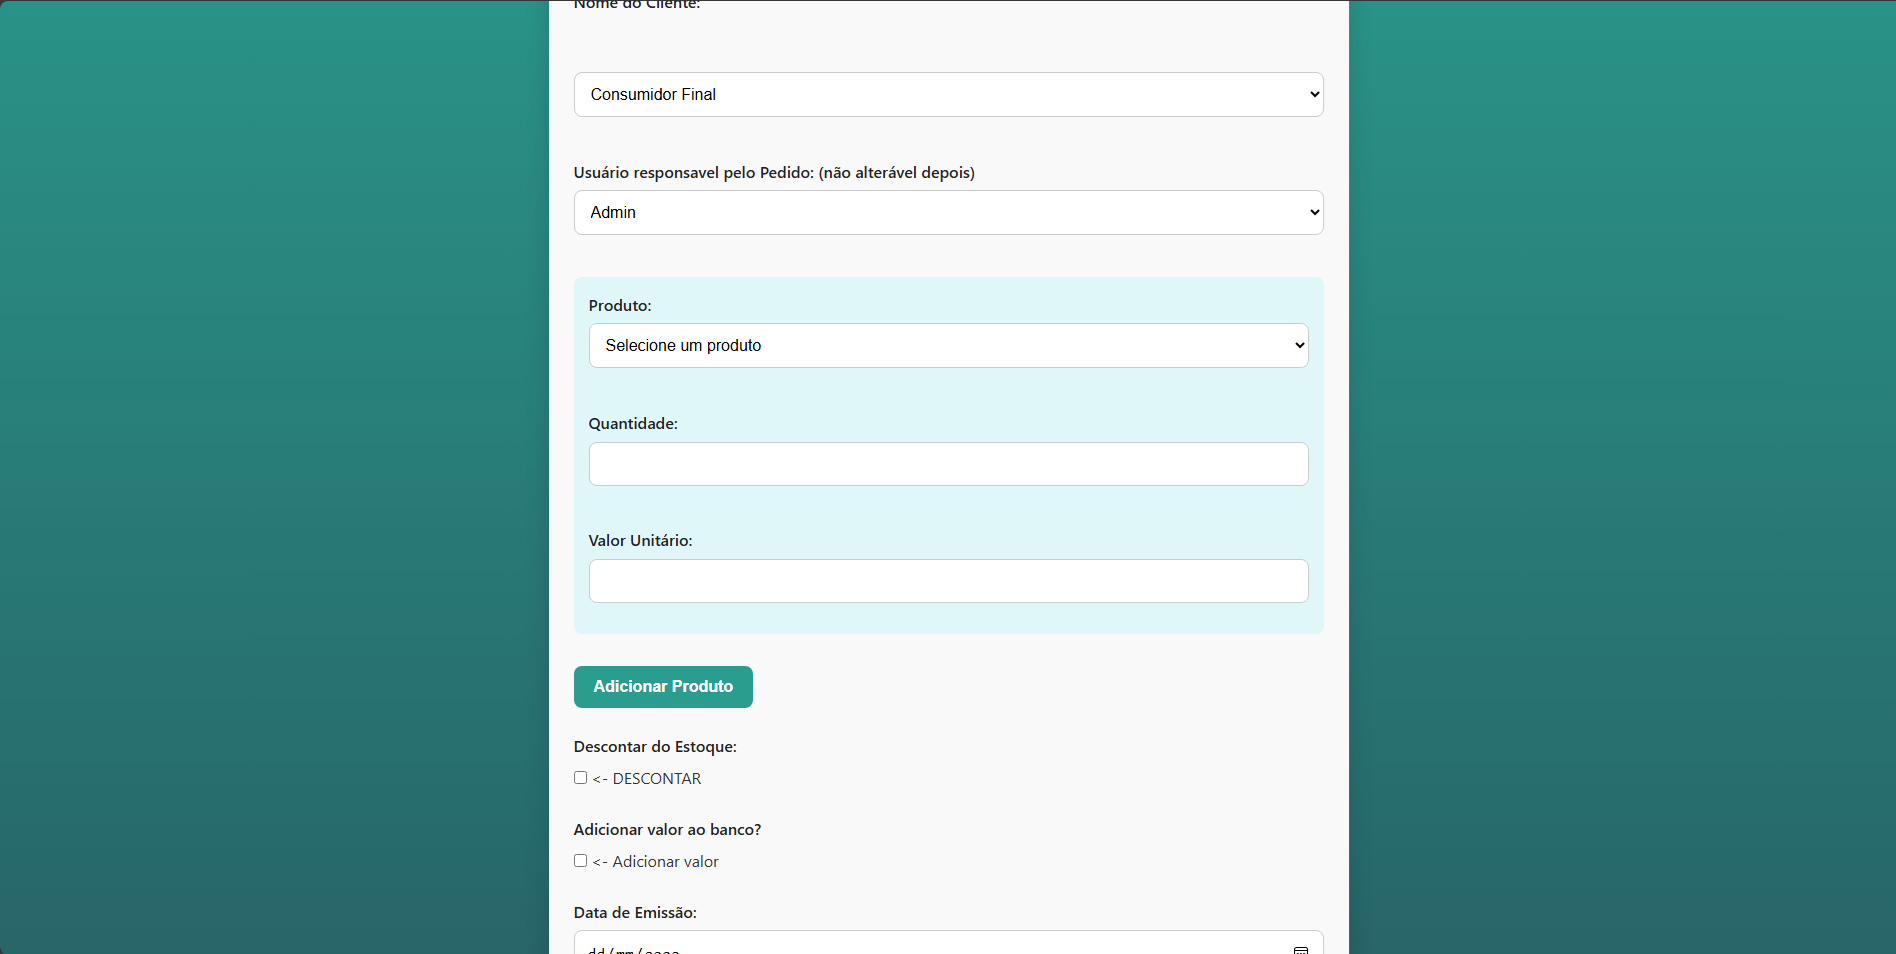 Nome do Cliente:
Consumidor Final
Usuário responsavel pelo Pedido: (não alterável depois)
Admin
Produto:
Selecione um produto
Quantidade:
Valor Unitário:
Adicionar Produto
Descontar do Estoque:
<- DESCONTAR
Adicionar valor ao banco?
<- Adicionar valor
Data de Emissão:
dd/mm/aaaa